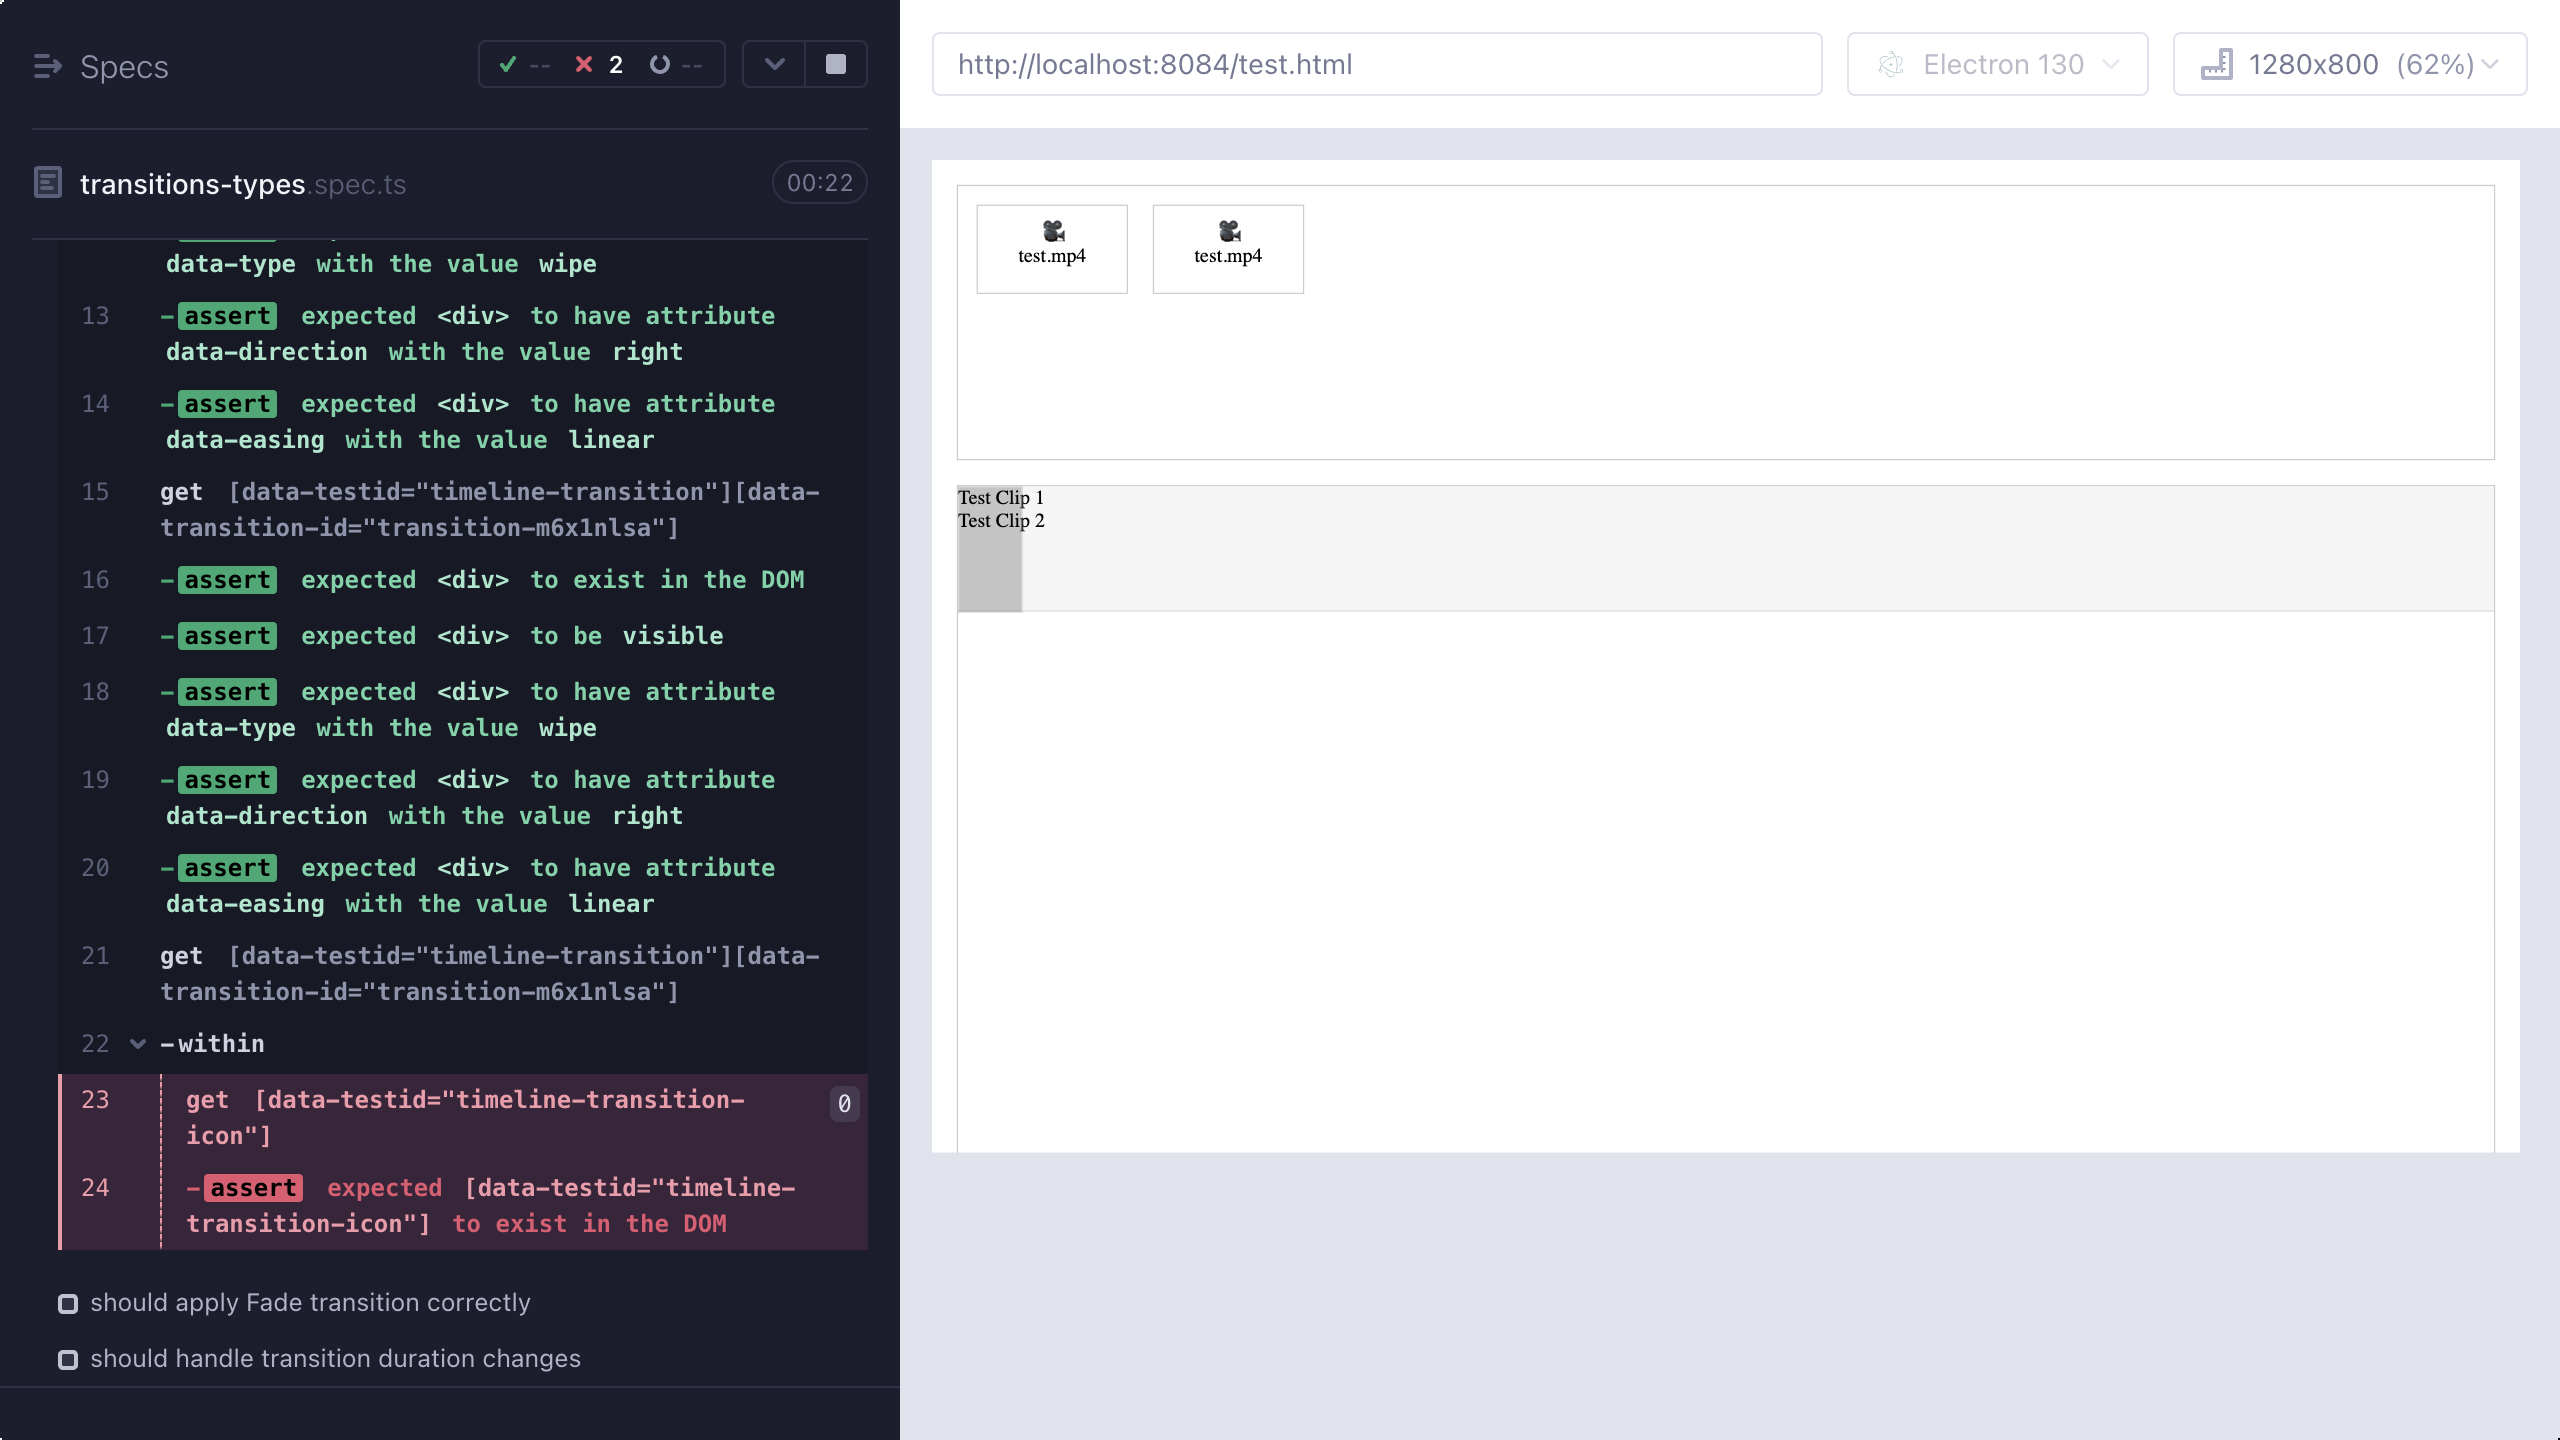 Specs
-- 2 --
transitions-types.spec.ts 00:22
data-type with the value wipe
13 -assert expected <div> to have attribute
data-direction with the value right
14 -assert expected <div> to have attribute
data-easing with the value linear
15 get [data-testid="timeline-transition"][data-
transition-id="transition-m6x1nlsa"]
16 -assert expected <div> to exist in the DOM
17 -assert expected <div> to be visible
18 -assert expected <div> to have attribute
data-type with the value wipe
19 -assert expected <div> to have attribute
data-direction with the value right
20 -assert expected <div> to have attribute
data-easing with the value linear
21 get [data-testid="timeline-transition"][data-
transition-id="transition-m6x1nlsa"]
22 -within
23 get [data-testid="timeline-transition- 0
icon"]
24 -assert expected [data-testid="timeline-
transition-icon"] to exist in the DOM
should apply Fade transition correctly
should handle transition duration changes
http://localhost:8084/test.html
Electron 130
1280x800 (62%)
test.mp4
test.mp4
Test Clip 1
Test Clip 2